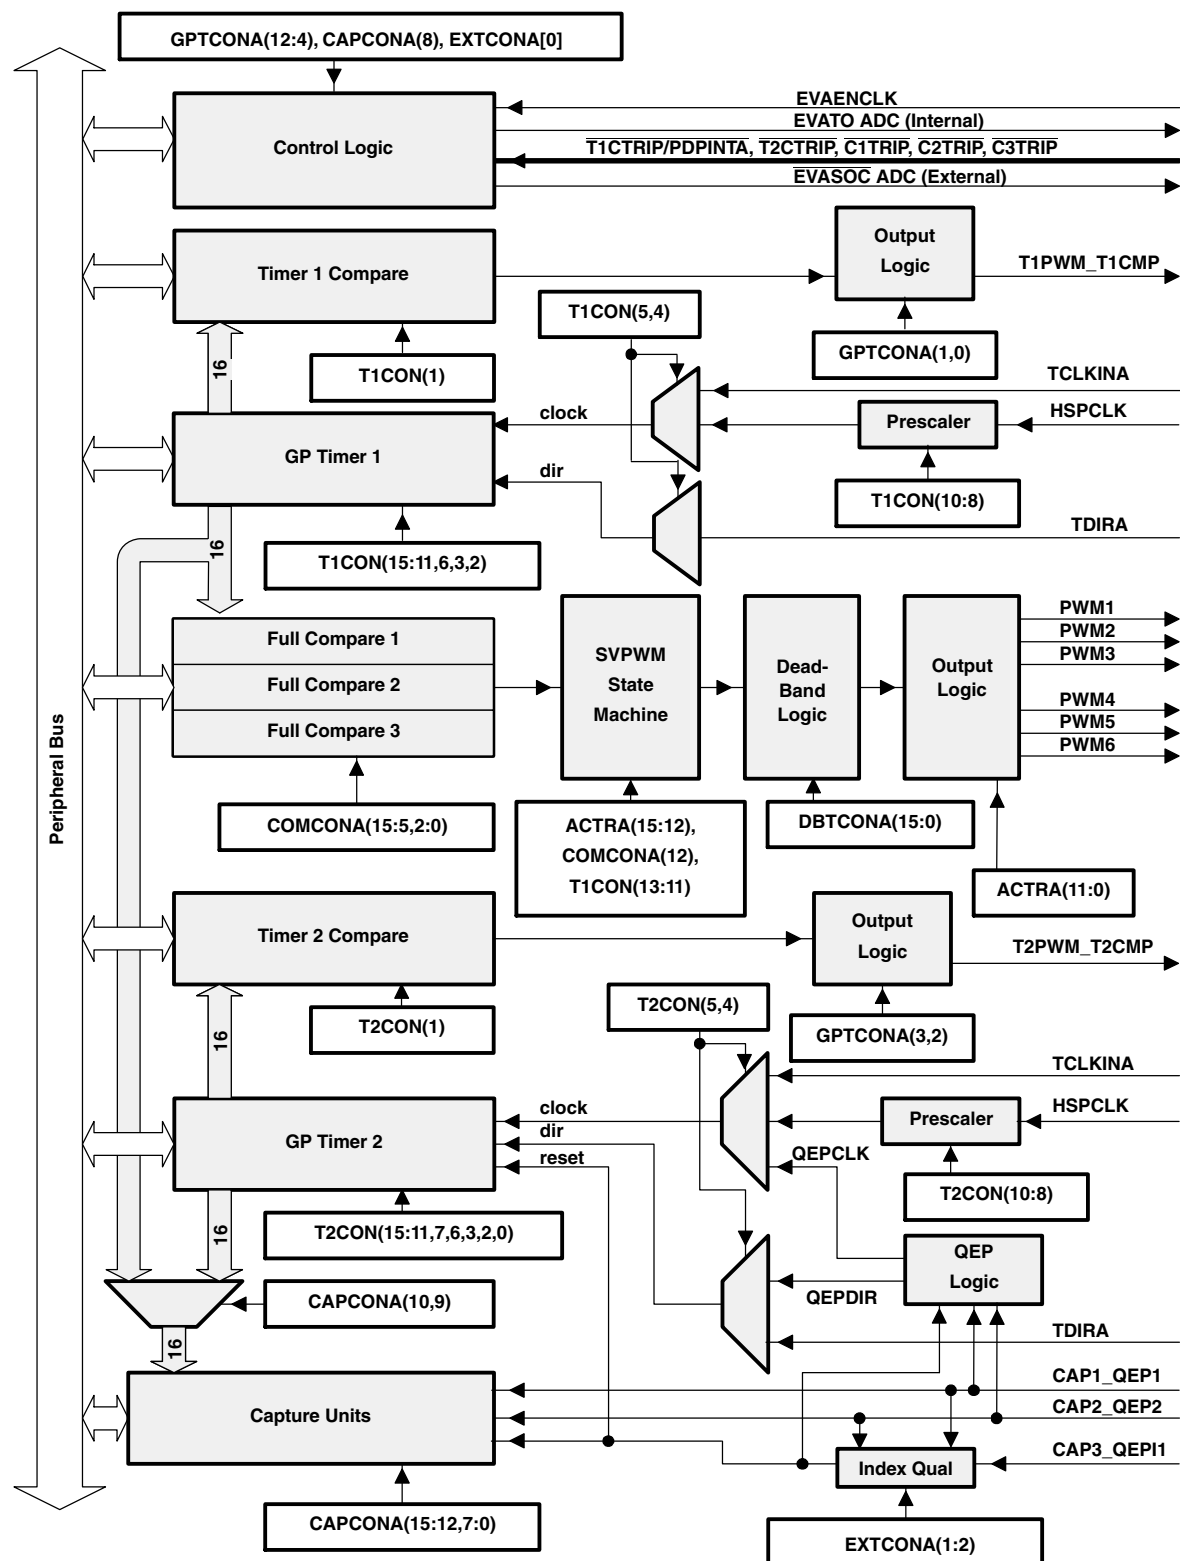 GPTCONA(12:4), CAPCONA(8), EXTCONA[0]
Control Logic
EVAENCLK
EVATO ADC (Internal)
T1CTRIP/PDPINTA, T2CTRIP, C1TRIP, C2TRIP, C3TRIP
EVASOC ADC (External)
Timer 1 Compare
Output
Logic
T1PWM_T1CMP
T1CON(5,4)
GPTCONA(1,0)
16
T1CON(1)
TCLKINA
clock
Prescaler
HSPCLK
GP Timer 1
dir
T1CON(10:8)
TDIRA
16
T1CON(15:11,6,3,2)
Full Compare 1
Full Compare 2
Full Compare 3
SVPWM
State
Machine
Dead-
Band
Logic
Output
Logic
PWM1
PWM2
PWM3
PWM4
PWM5
PWM6
Peripheral Bus
COMCONA(15:5,2:0)
ACTRA(15:12),
COMCONA(12),
T1CON(13:11)
DBTCONA(15:0)
ACTRA(11:0)
Timer 2 Compare
Output
Logic
T2PWM_T2CMP
T2CON(5,4)
GPTCONA(3,2)
16
T2CON(1)
TCLKINA
clock
Prescaler
HSPCLK
GP Timer 2
dir
reset
QEPCLK
T2CON(10:8)
16
T2CON(15:11,7,6,3,2,0)
QEP
Logic
QEPDIR
CAPCONA(10,9)
TDIRA
16
Capture Units
CAP1_QEP1
CAP2_QEP2
Index Qual
CAP3_QEPI1
CAPCONA(15:12,7:0)
EXTCONA(1:2)